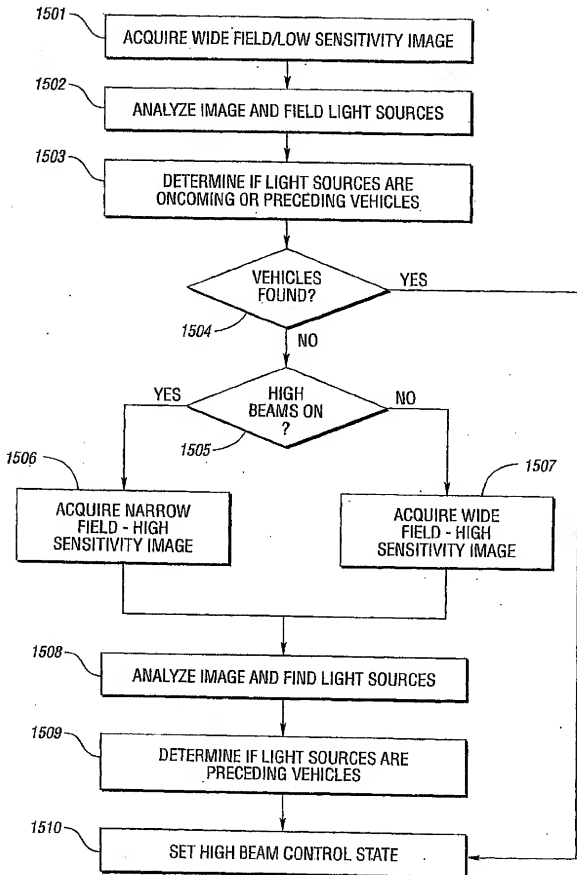 1501
ACQUIRE WIDE FIELD/LOW SENSITIVITY IMAGE
1502
ANALYZE IMAGE AND FIELD LIGHT SOURCES
1503
DETERMINE IF LIGHT SOURCES ARE
ONCOMING OR PRECEDING VEHICLES
VEHICLES
FOUND?
YES
1504
NO
HIGH
BEAMS ON
?
YES
NO
1505
1506
ACQUIRE NARROW
FIELD - HIGH
SENSITIVITY IMAGE
1507
ACQUIRE WIDE
FIELD - HIGH
SENSITIVITY IMAGE
1508
ANALYZE IMAGE AND FIND LIGHT SOURCES
1509
DETERMINE IF LIGHT SOURCES ARE
PRECEDING VEHICLES
1510
SET HIGH BEAM CONTROL STATE